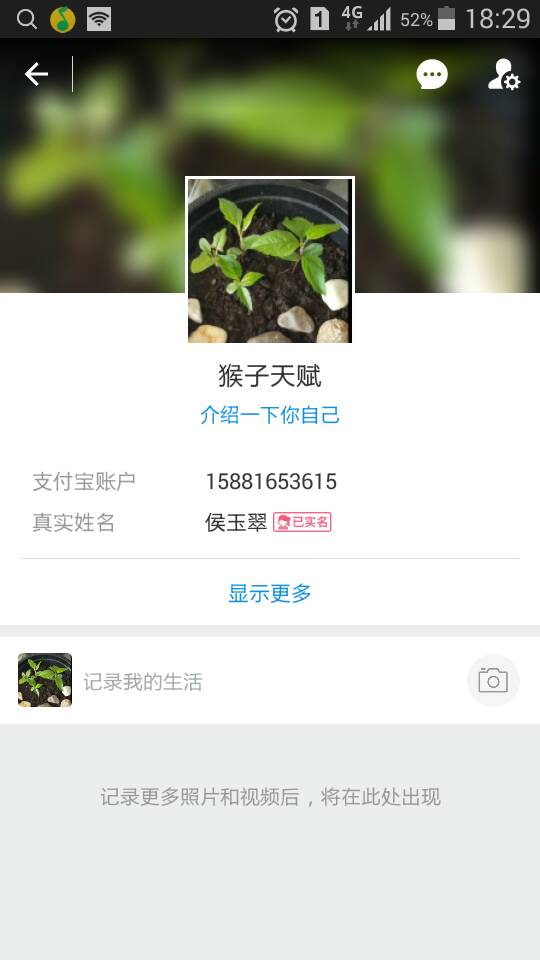 1 4G 52% 18:29
猴子天赋
介绍一下你自己
支付宝账户 15881653615
真实姓名 侯玉翠 已实名
显示更多
记录我的生活
记录更多照片和视频后，将在此处出现